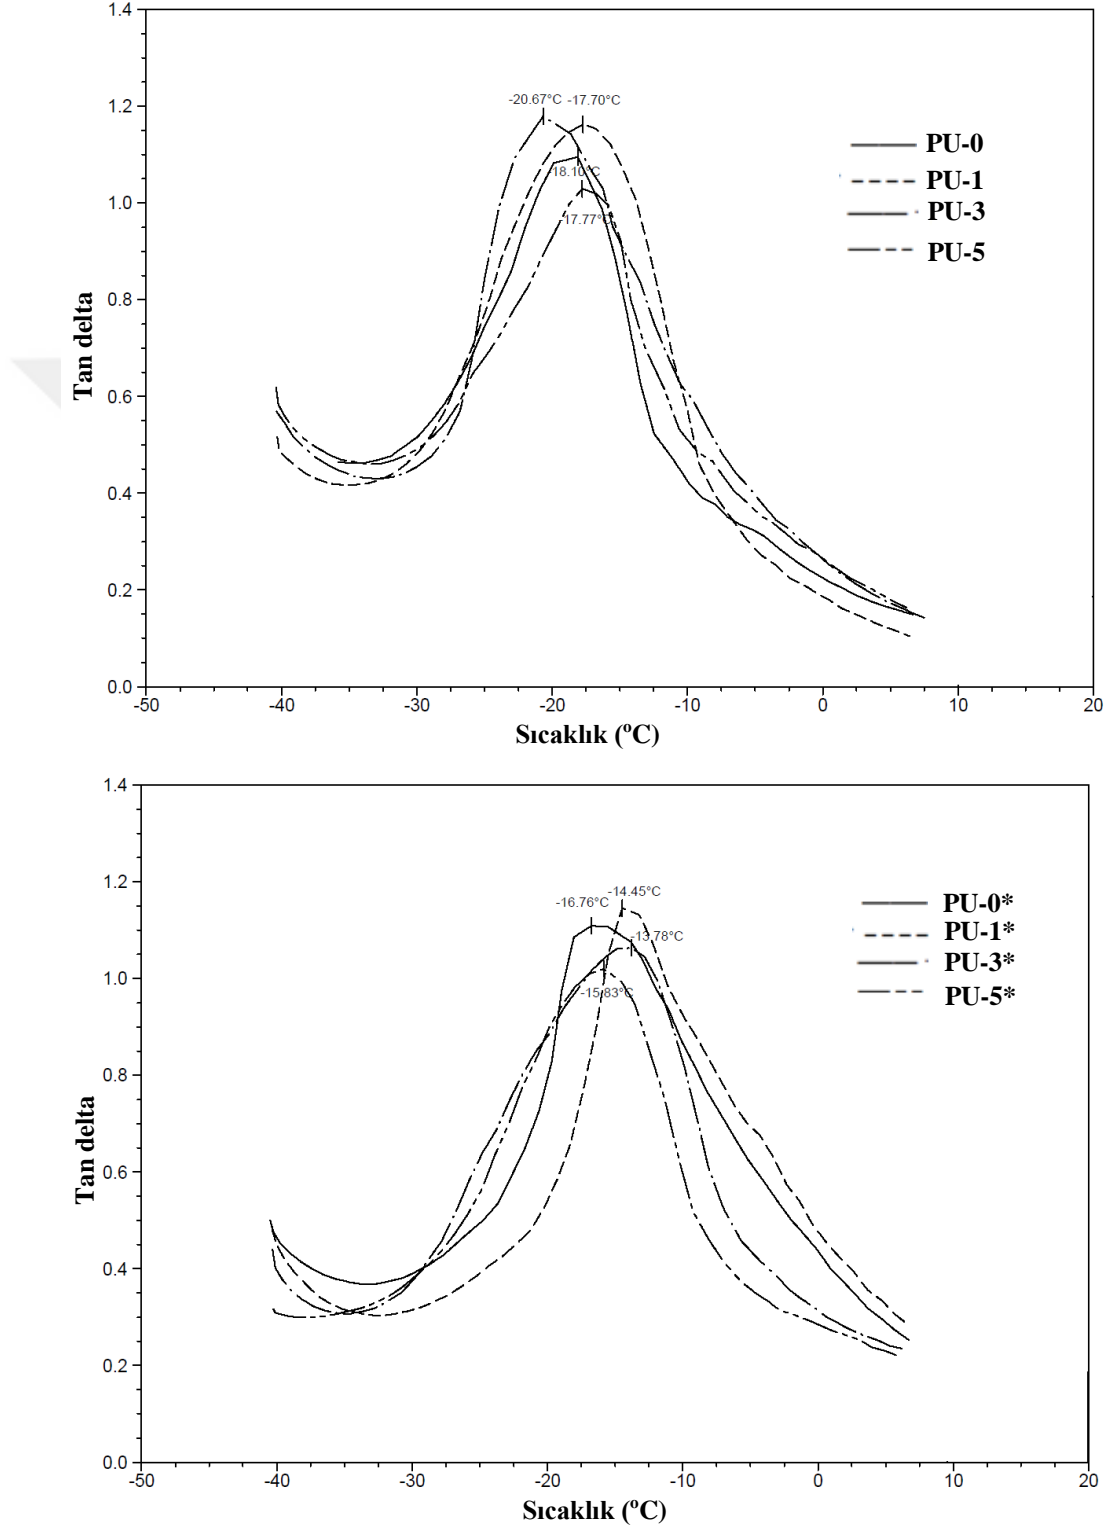 1.4
1.2
1.0
0.8
0.6
0.4
0.2
0.0
Tan delta
-20.67°C -17.70°C
-18.10°C
-17.77°C
PU-0
PU-1
PU-3
PU-5
-50 -40 -30 -20 -10 0 10 20
Sıcaklık (°C)
1.4
1.2
1.0
0.8
0.6
0.4
0.2
0.0
Tan delta
-14.45°C
-16.76°C
-13.78°C
-15.83°C
PU-0*
PU-1*
PU-3*
PU-5*
-50 -40 -30 -20 -10 0 10 20
Sıcaklık (°C)